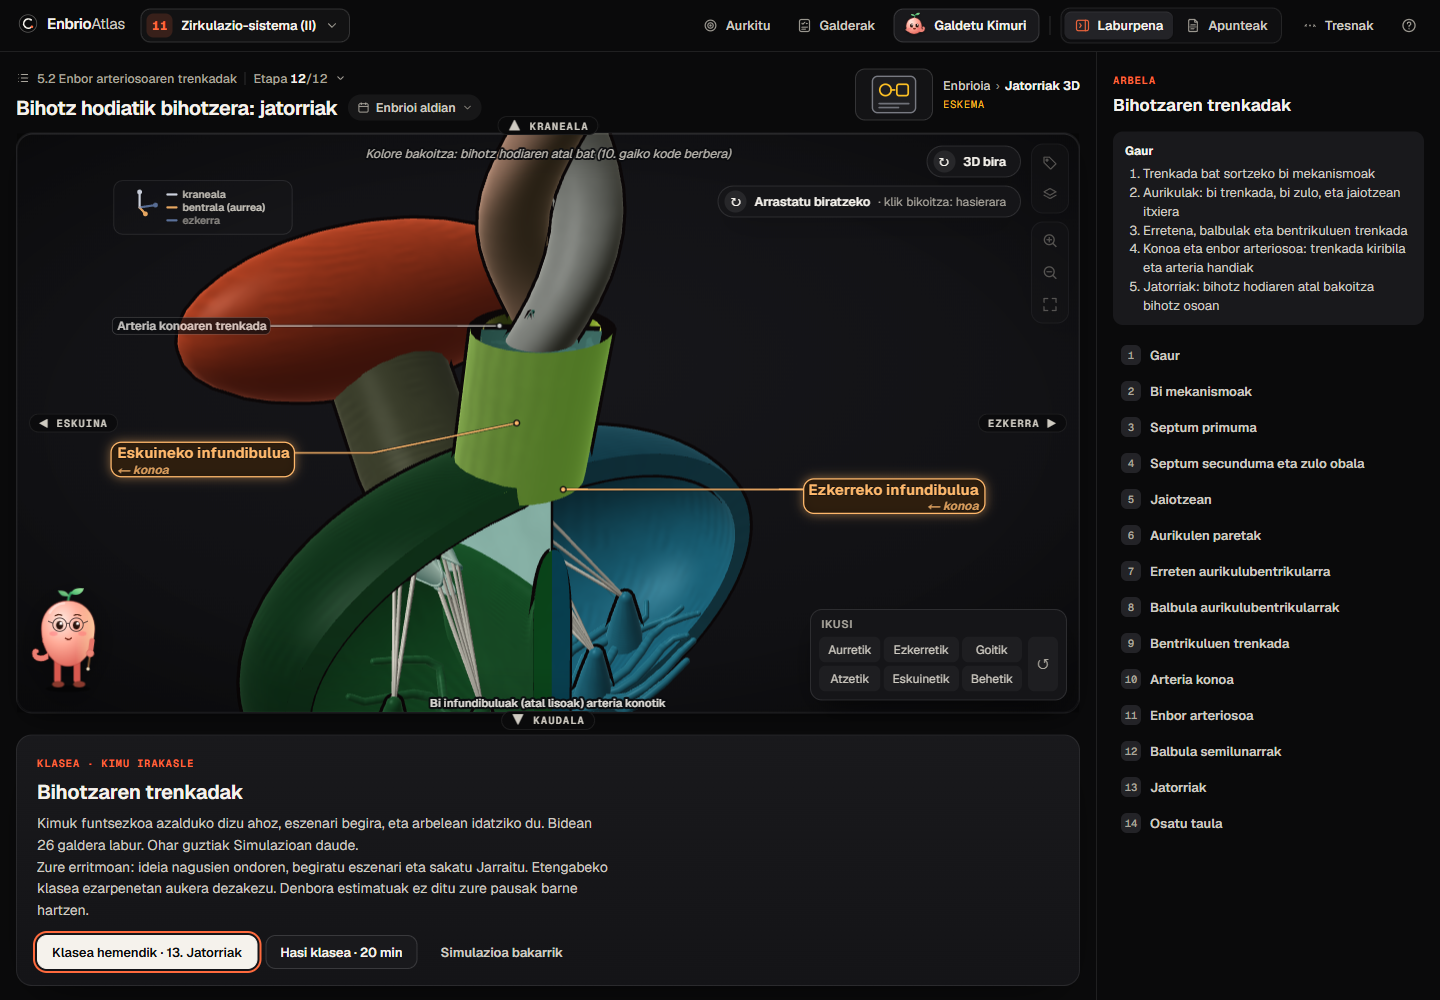 EnbrioAtlas
11 Zirkulazio-sistema (II)
Aurkitu
Galderak
Galdetu Kimuri
Laburpena
Apunteak
Tresnak
5.2 Enbor arteriosoaren trenkadak
Etapa 12/12
Bihotz hodiatik bihotzera: jatorriak
Enbrioi aldian
Enbrioia › Jatorriak 3D
ESKEMA
▲ KRANEALA
Kolore bakoitza: bihotz hodiaren atal bat (10. gaiko kode berbera)
3D bira
Arrastatu biratzeko · klik bikoitza: hasierara
kraneala
bentrala (aurrea)
ezkerra
Arteria konoaren trenkada
◀ ESKUINA
EZKERRA ▶
Eskuineko infundibulua
← konoa
Ezkerreko infundibulua
← konoa
IKUSI
Aurretik Ezkerretik Goitik
Atzetik Eskuinetik Behetik
Bi infundibuluak (atal lisoak) arteria konotik
▼ KAUDALA
KLASEA · KIMU IRAKASLE
Bihotzaren trenkadak
Kimuk funtsezkoa azalduko dizu ahoz, eszenari begira, eta arbelean idatziko du. Bidean
26 galdera labur. Ohar guztiak Simulazioan daude.
Zure erritmoan: ideia nagusien ondoren, begiratu eszenari eta sakatu Jarraitu. Etengabeko
klasea ezarpenetan aukera dezakezu. Denbora estimatuak ez ditu zure pausak barne
hartzen.
Klasea hemendik · 13. Jatorriak
Hasi klasea · 20 min
Simulazioa bakarrik
ARBELA
Bihotzaren trenkadak
Gaur
1. Trenkada bat sortzeko bi mekanismoak
2. Aurikulak: bi trenkada, bi zulo, eta jaiotzean
itxiera
3. Erretena, balbulak eta bentrikuluen trenkada
4. Konoa eta enbor arteriosoa: trenkada kiribila
eta arteria handiak
5. Jatorriak: bihotz hodiaren atal bakoitza
bihotz osoan
1 Gaur
2 Bi mekanismoak
3 Septum primuma
4 Septum secunduma eta zulo obala
5 Jaiotzean
6 Aurikulen paretak
7 Erreten aurikulubentrikularra
8 Balbula aurikulubentrikularrak
9 Bentrikuluen trenkada
10 Arteria konoa
11 Enbor arteriosoa
12 Balbula semilunarrak
13 Jatorriak
14 Osatu taula